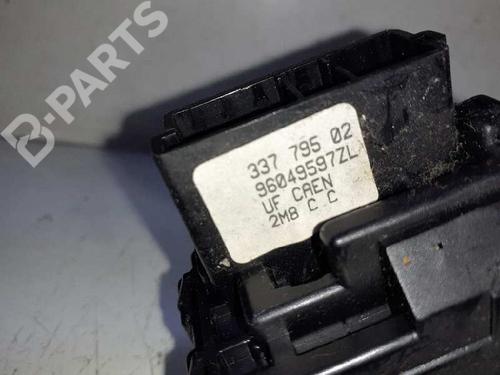 B-PARTS
337 795 02
96049597ZL
UF CAEN
2M8 C C